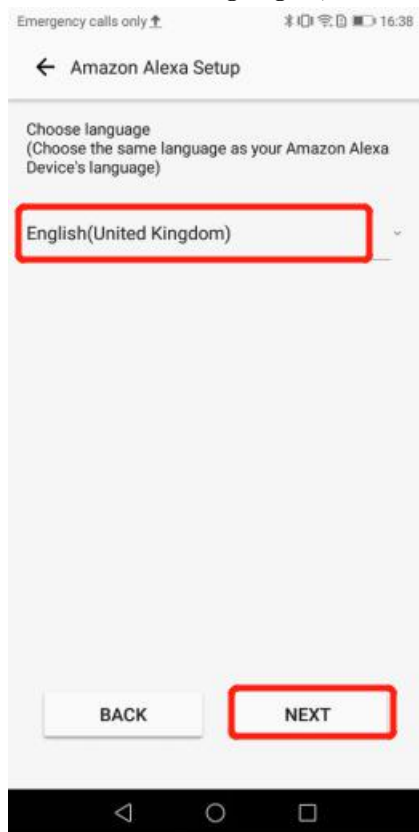 Emergency calls only 16:38
Amazon Alexa Setup
Choose language
(Choose the same language as your Amazon Alexa
Device's language)
English(United Kingdom)
BACK NEXT